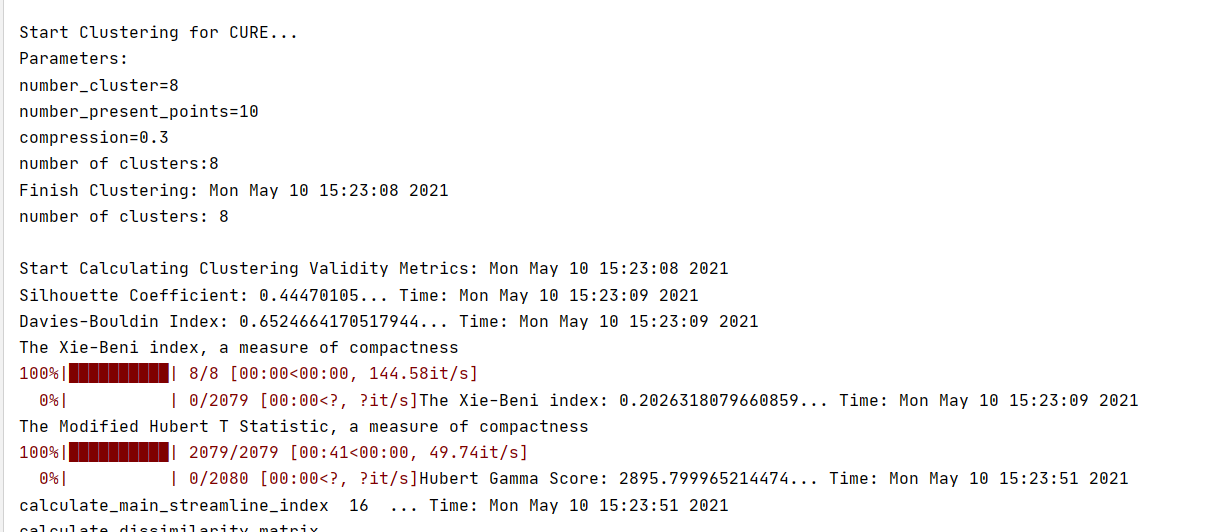 Start Clustering for CURE...
Parameters:
number_cluster=8
number_present_points=10
compression=0.3
number of clusters:8
Finish Clustering: Mon May 10 15:23:08 2021
number of clusters: 8
Start Calculating Clustering Validity Metrics: Mon May 10 15:23:08 2021
Silhouette Coefficient: 0.44470105... Time: Mon May 10 15:23:09 2021
Davies-Bouldin Index: 0.6524664170517944... Time: Mon May 10 15:23:09 2021
The Xie-Beni index, a measure of compactness
100%|██████████| 8/8 [00:00<00:00, 144.58it/s]
  0%|          | 0/2079 [00:00<?, ?it/s]The Xie-Beni index: 0.2026318079660859... Time: Mon May 10 15:23:09 2021
The Modified Hubert T Statistic, a measure of compactness
100%|██████████| 2079/2079 [00:41<00:00, 49.74it/s]
  0%|          | 0/2080 [00:00<?, ?it/s]Hubert Gamma Score: 2895.799965214474... Time: Mon May 10 15:23:51 2021
calculate_main_streamline_index  16  ... Time: Mon May 10 15:23:51 2021
calculate dissimilarity matrix